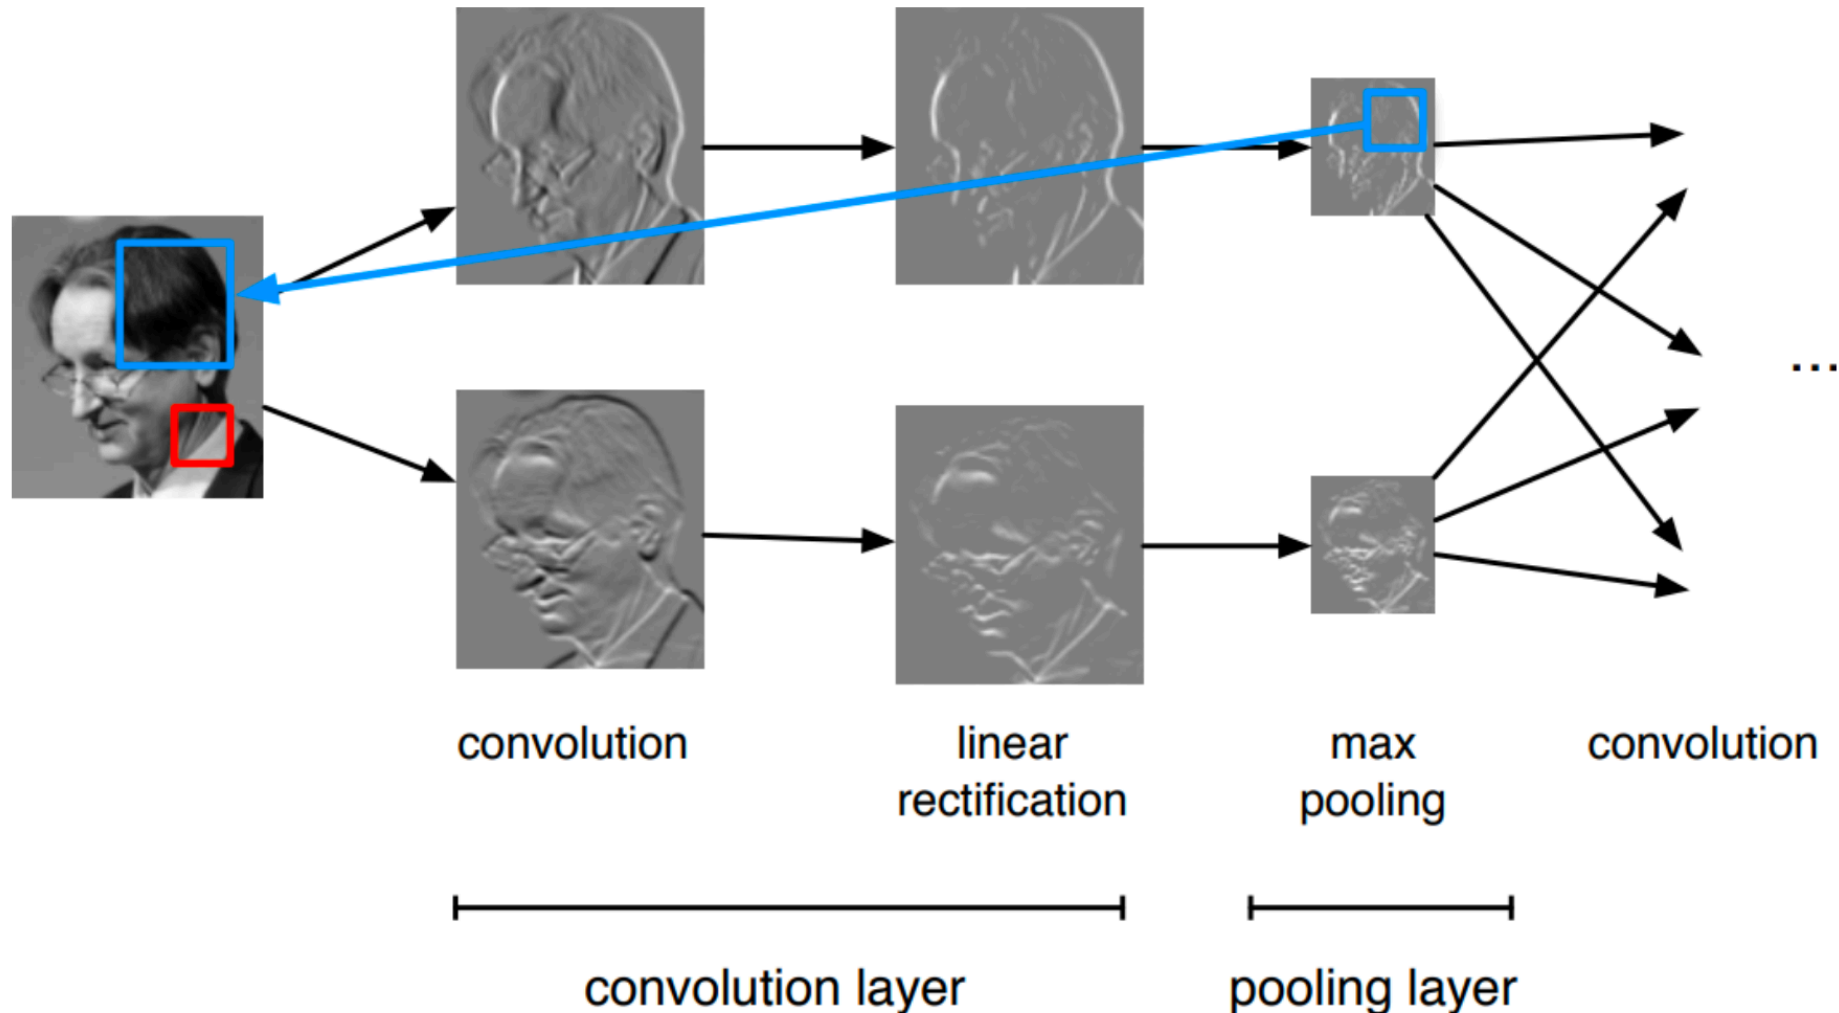 convolution
linear
rectification
max
pooling
convolution
...
convolution layer
pooling layer